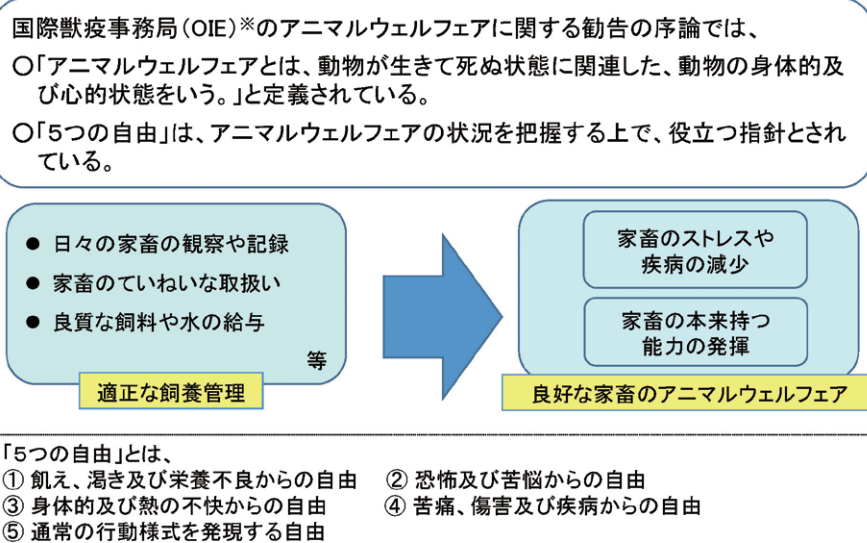 国際獣疫事務局(OIE)※のアニマルウェルフェアに関する勧告の序論では、
○「アニマルウェルフェアとは、動物が生きて死ぬ状態に関連した、動物の身体的及
び心的状態をいう。」と定義されている。
○「5つの自由」は、アニマルウェルフェアの状況を把握する上で、役立つ指針とされ
ている。
● 日々の家畜の観察や記録
● 家畜のていねいな取扱い
● 良質な飼料や水の給与
等
適正な飼養管理
家畜のストレスや
疾病の減少
家畜の本来持つ
能力の発揮
良好な家畜のアニマルウェルフェア
「5つの自由」とは、
① 飢え、渇き及び栄養不良からの自由 ② 恐怖及び苦悩からの自由
③ 身体的及び熱の不快からの自由 ④ 苦痛、傷害及び疾病からの自由
⑤ 通常の行動様式を発現する自由